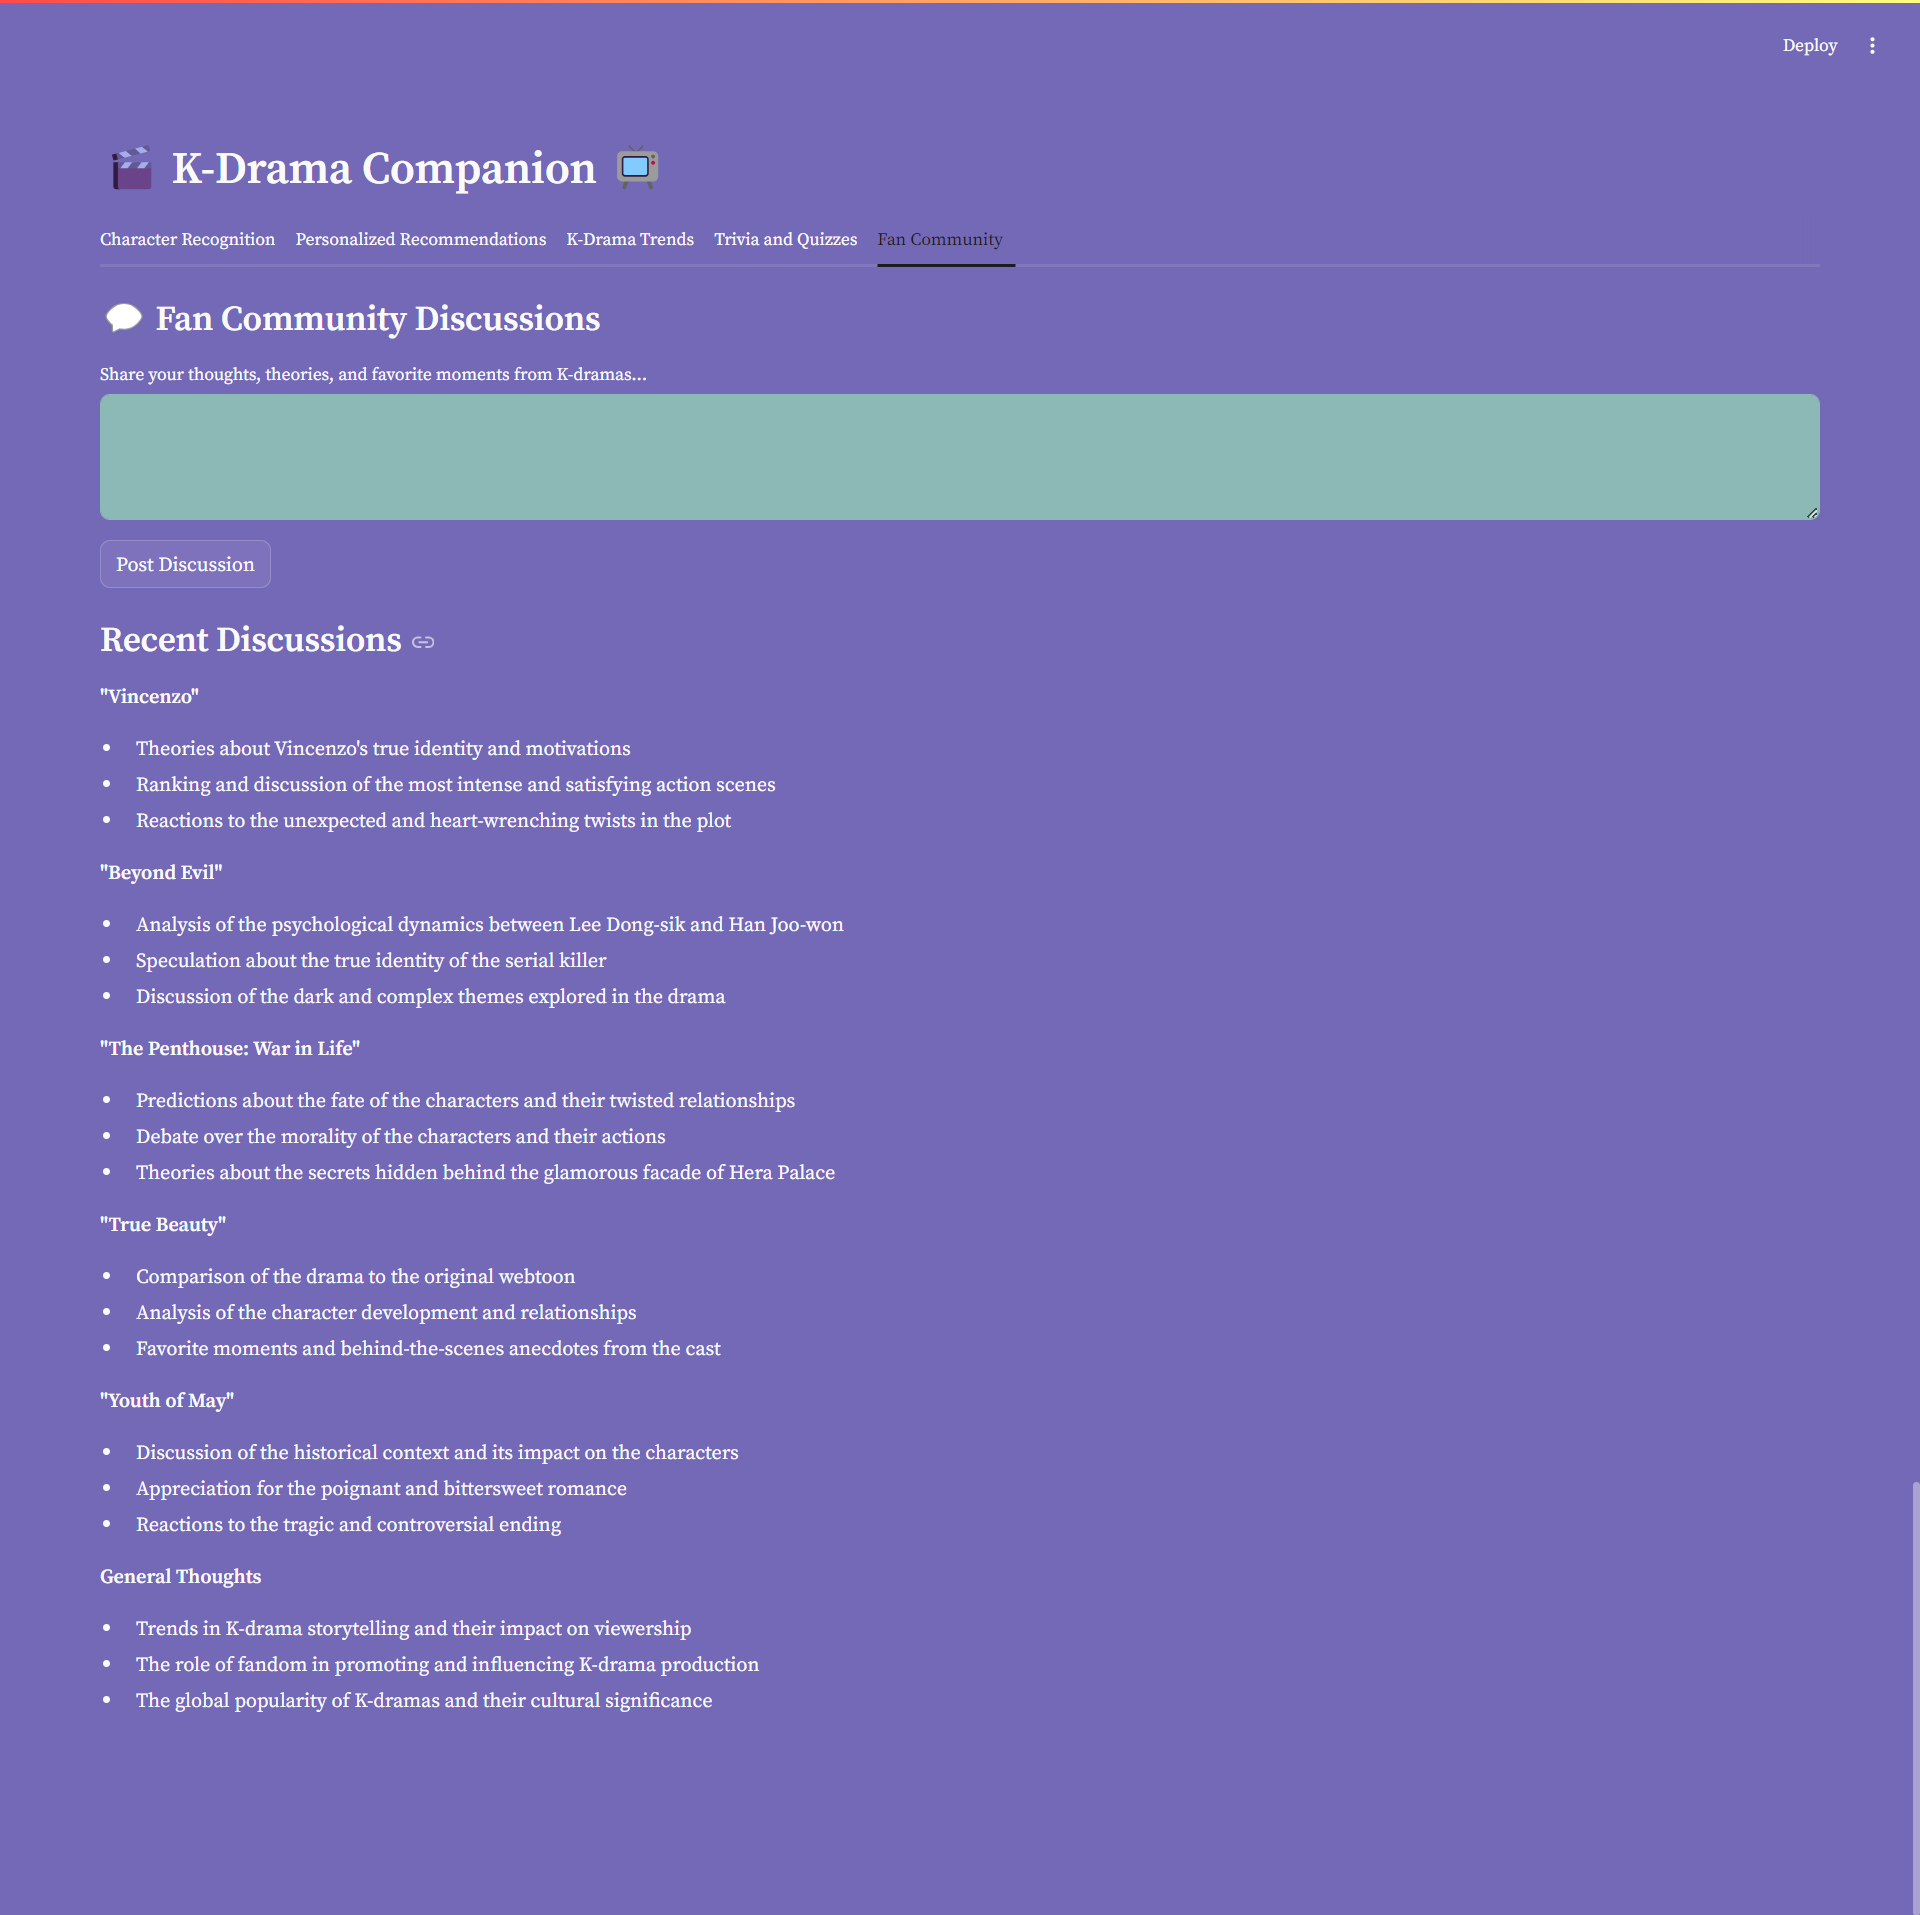 Deploy
K-Drama Companion
Character Recognition Personalized Recommendations K-Drama Trends Trivia and Quizzes Fan Community
Fan Community Discussions
Share your thoughts, theories, and favorite moments from K-dramas...
Post Discussion
Recent Discussions
"Vincenzo"
• Theories about Vincenzo's true identity and motivations
• Ranking and discussion of the most intense and satisfying action scenes
• Reactions to the unexpected and heart-wrenching twists in the plot
"Beyond Evil"
• Analysis of the psychological dynamics between Lee Dong-sik and Han Joo-won
• Speculation about the true identity of the serial killer
• Discussion of the dark and complex themes explored in the drama
"The Penthouse: War in Life"
• Predictions about the fate of the characters and their twisted relationships
• Debate over the morality of the characters and their actions
• Theories about the secrets hidden behind the glamorous facade of Hera Palace
"True Beauty"
• Comparison of the drama to the original webtoon
• Analysis of the character development and relationships
• Favorite moments and behind-the-scenes anecdotes from the cast
"Youth of May"
• Discussion of the historical context and its impact on the characters
• Appreciation for the poignant and bittersweet romance
• Reactions to the tragic and controversial ending
General Thoughts
• Trends in K-drama storytelling and their impact on viewership
• The role of fandom in promoting and influencing K-drama production
• The global popularity of K-dramas and their cultural significance